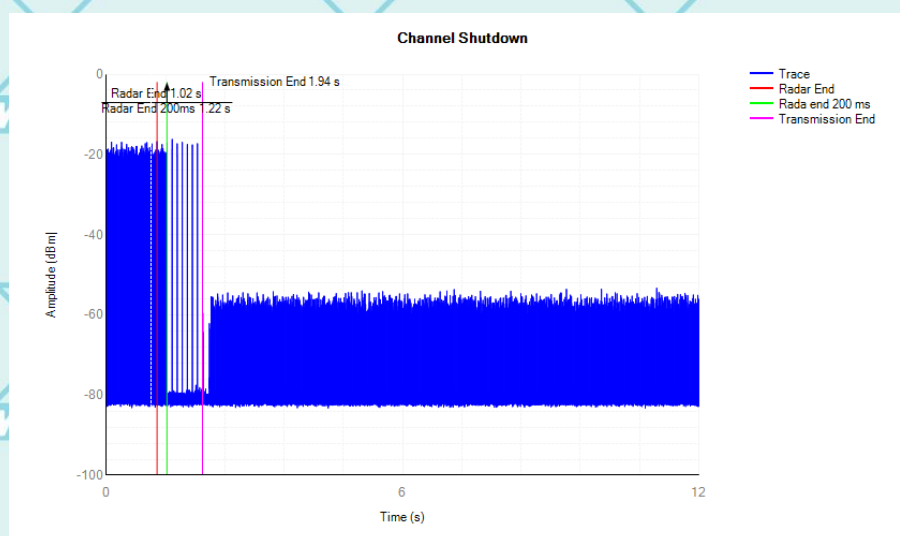 Channel Shutdown
Transmission End 1.94 s
Radar End 1.02 s
Radar End 200ms 1.22 s
0
-20
-40
-60
-80
-100
Amplitude (dBm)
0
6
12
Time (s)
Trace
Radar End
Rada end 200 ms
Transmission End